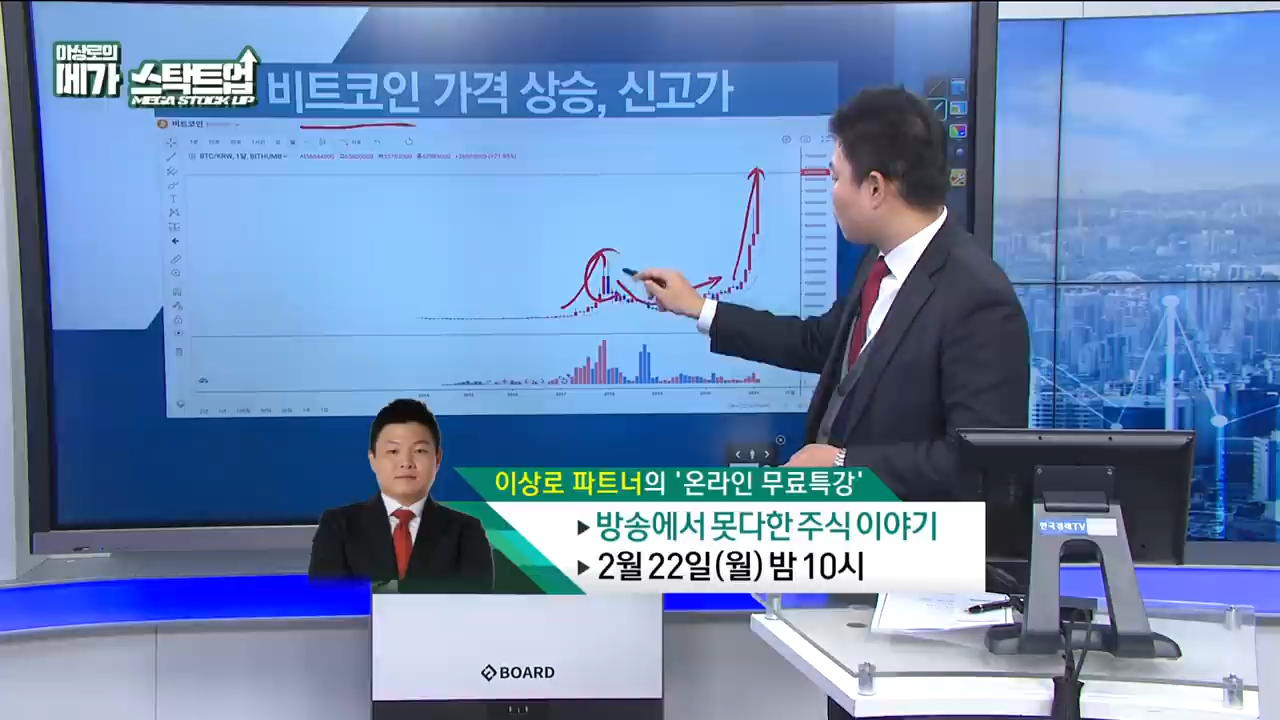 이상로의
메가 스탁트업
MEGA STOCK UP
비트코인 가격 상승, 신고가
비트코인
BTC/KRW, 1달, BITHUMB
이상로 파트너의 '온라인 무료특강'
▶방송에서 못다한 주식 이야기
▶2월 22일(월) 밤 10시
한국경제TV
BOARD